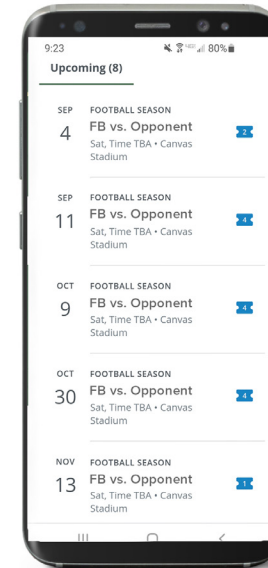 9:23 80%
Upcoming (8)
SEP FOOTBALL SEASON
4 FB vs. Opponent 2
Sat, Time TBA • Canvas
Stadium
SEP FOOTBALL SEASON
11 FB vs. Opponent 4
Sat, Time TBA • Canvas
Stadium
OCT FOOTBALL SEASON
9 FB vs. Opponent 4
Sat, Time TBA • Canvas
Stadium
OCT FOOTBALL SEASON
30 FB vs. Opponent 4
Sat, Time TBA • Canvas
Stadium
NOV FOOTBALL SEASON
13 FB vs. Opponent 1
Sat, Time TBA • Canvas
Stadium